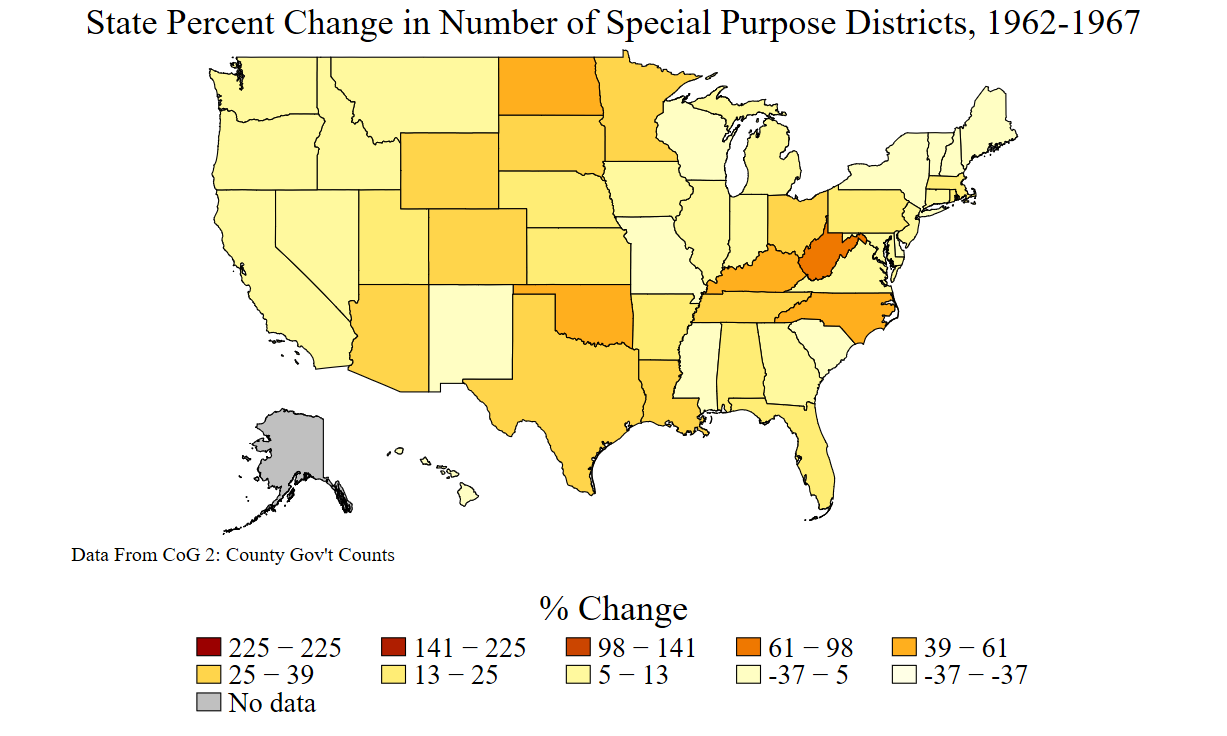 State Percent Change in Number of Special Purpose Districts, 1962-1967
Data From CoG 2: County Gov't Counts
% Change
225 − 225 141 − 225 98 − 141 61 − 98 39 − 61
25 − 39 13 − 25 5 − 13 -37 − 5 -37 − -37
No data